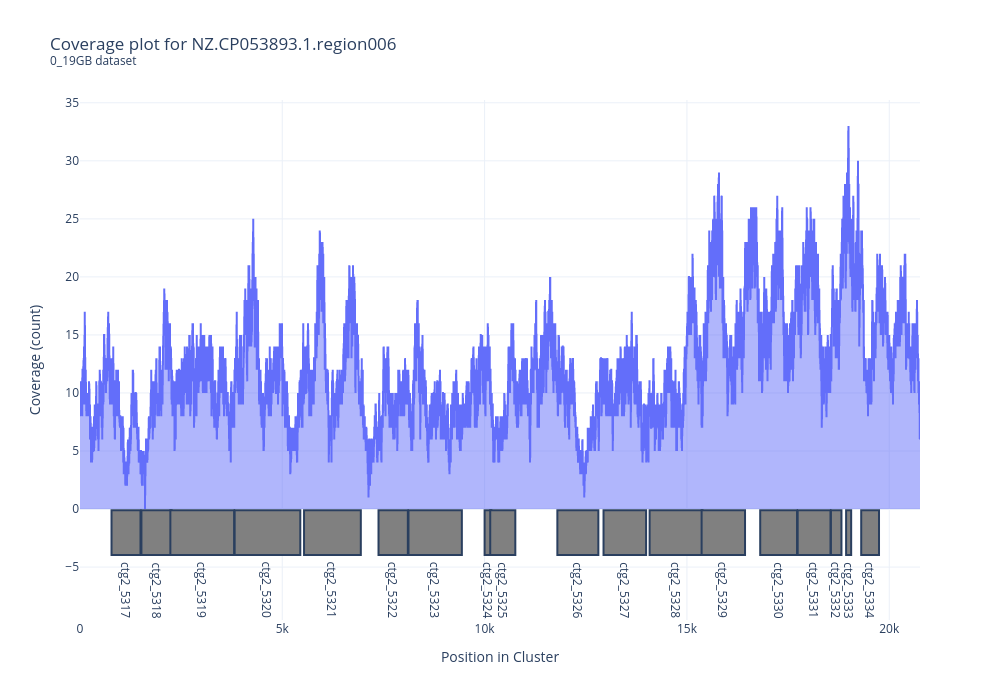 Coverage plot for NZ.CP053893.1.region006
0_19GB dataset
35
30
25
20
15
10
5
0
−5
Coverage (count)
ctg2_5317
ctg2_5318
ctg2_5319
ctg2_5320
ctg2_5321
ctg2_5322
ctg2_5323
ctg2_5324
ctg2_5325
ctg2_5326
ctg2_5327
ctg2_5328
ctg2_5329
ctg2_5330
ctg2_5331
ctg2_5332
ctg2_5333
ctg2_5334
0
5k
10k
15k
20k
Position in Cluster